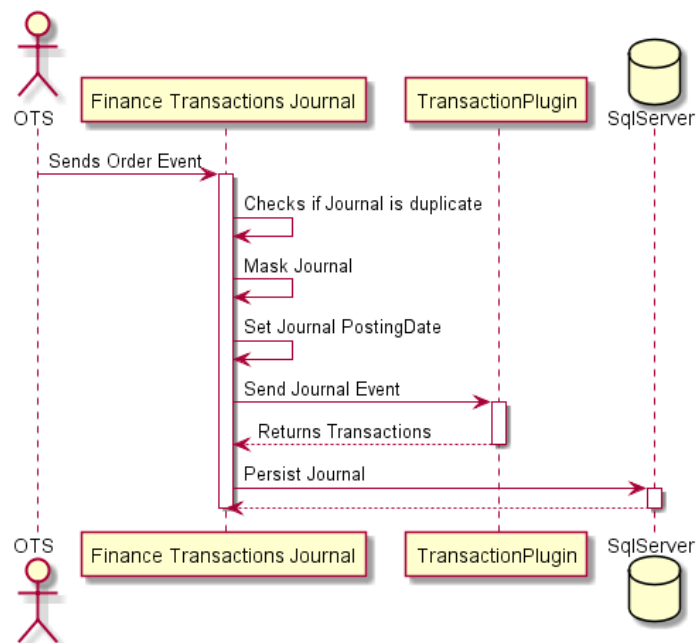 OTS
Finance Transactions Journal
TransactionPlugin
SqlServer
Sends Order Event
Checks if Journal is duplicate
Mask Journal
Set Journal PostingDate
Send Journal Event
Returns Transactions
Persist Journal
OTS
Finance Transactions Journal
TransactionPlugin
SqlServer